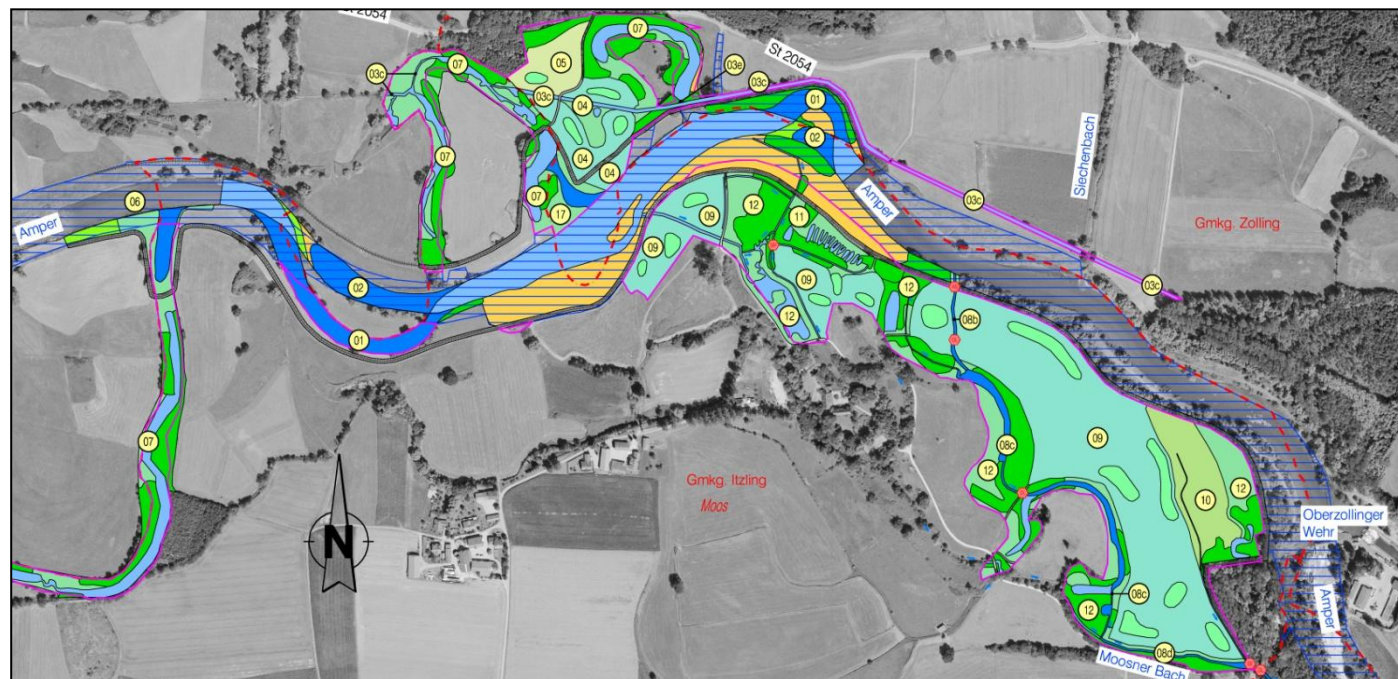 St 2054
07
03c
07
05
03e
St 2054
03c
03c
04
01
02
04
04
07
07
17
06
Amper
Amper
Siechenbach
03c
Gmkg. Zolling
09
12
11
09
09
12
12
02
01
08b
03c
07
08c
12
09
Gmkg. Itzling
Moos
10
12
Oberzollinger
Wehr
N
08c
12
Amper
Moosner Bach
08d